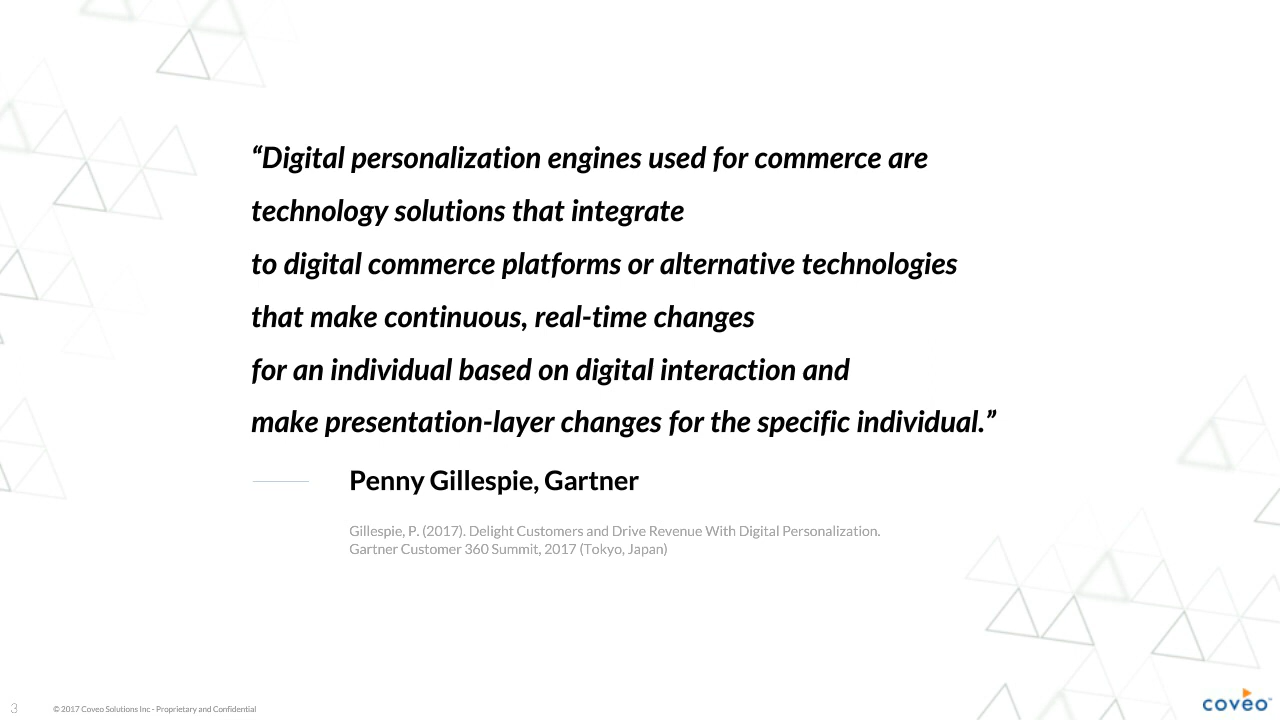 “Digital personalization engines used for commerce are
technology solutions that integrate
to digital commerce platforms or alternative technologies
that make continuous, real-time changes
for an individual based on digital interaction and
make presentation-layer changes for the specific individual.”
Penny Gillespie, Gartner
Gillespie, P. (2017). Delight Customers and Drive Revenue With Digital Personalization.
Gartner Customer 360 Summit, 2017 (Tokyo, Japan)
3
© 2017 Coveo Solutions Inc - Proprietary and Confidential
coveo™